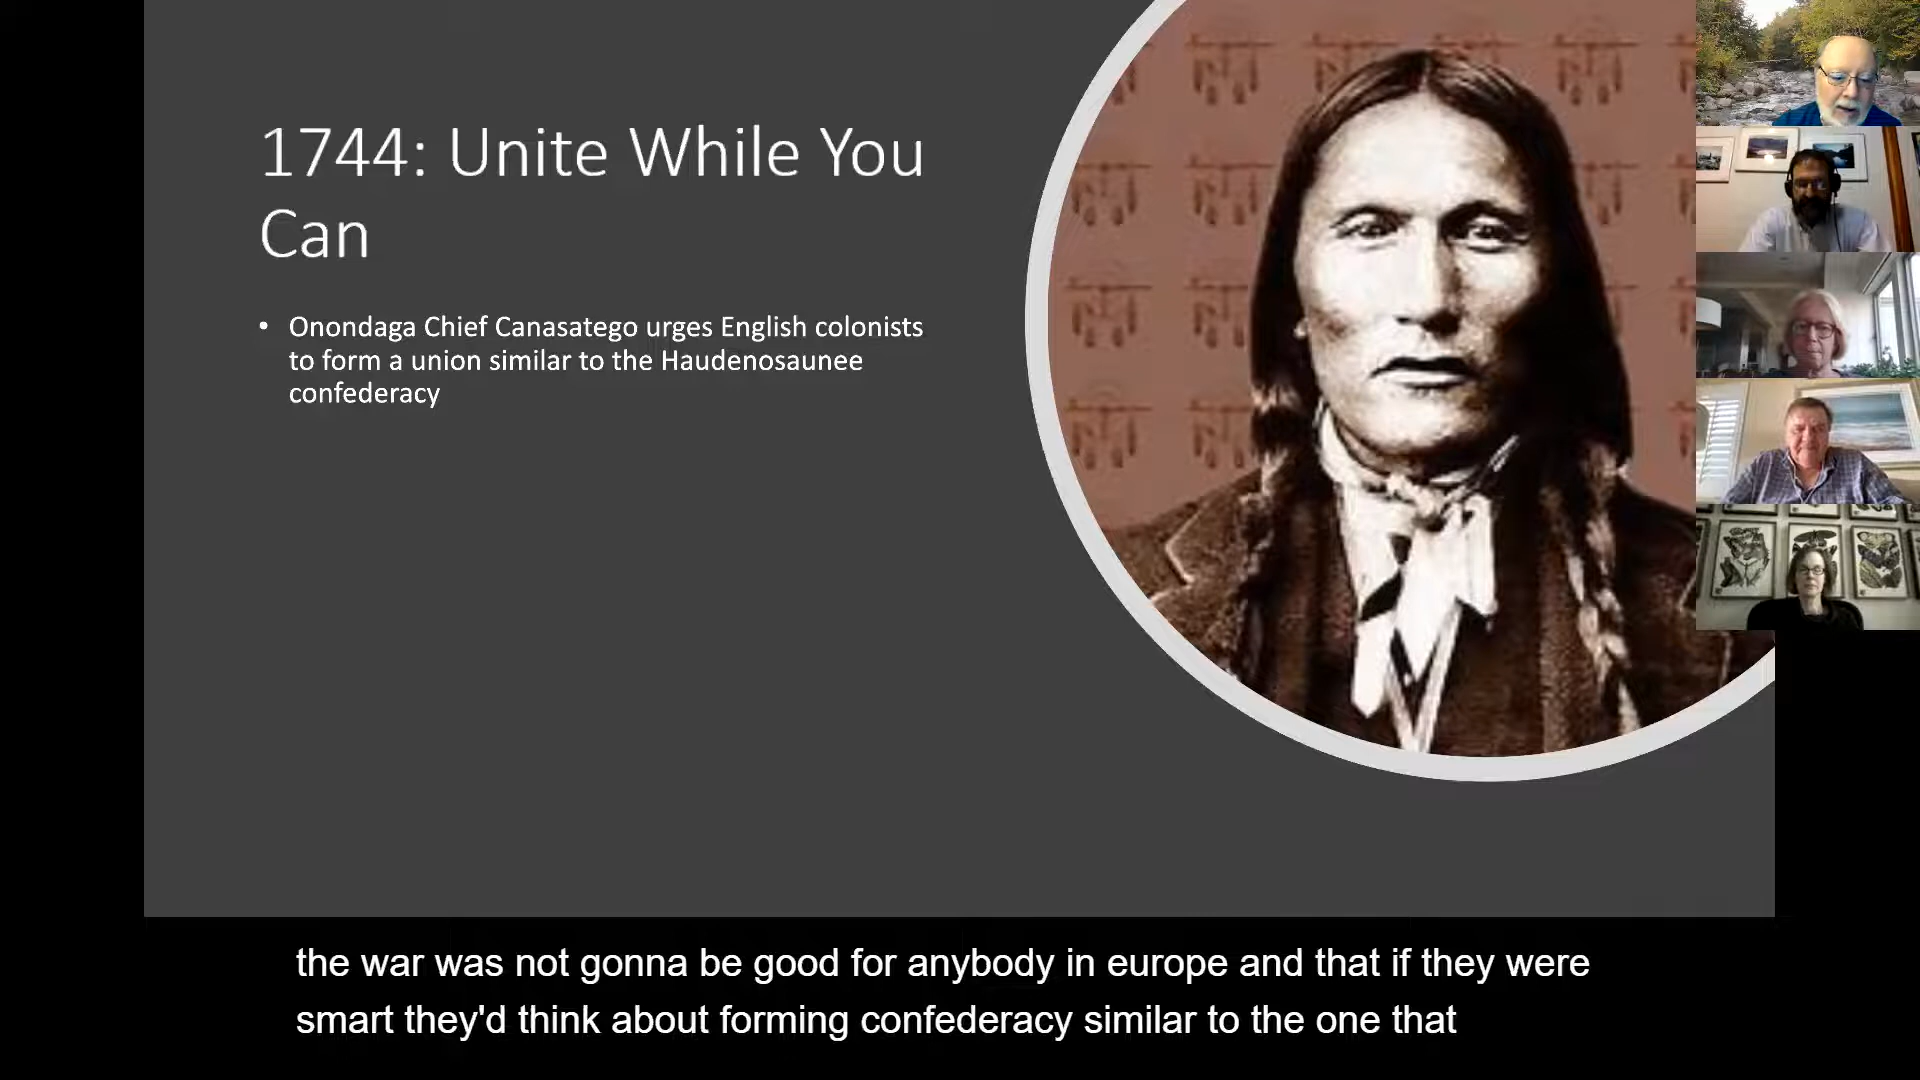 1744: Unite While You
Can
• Onondaga Chief Canasatego urges English colonists
to form a union similar to the Haudenosaunee
confederacy
the war was not gonna be good for anybody in europe and that if they were
smart they'd think about forming confederacy similar to the one that